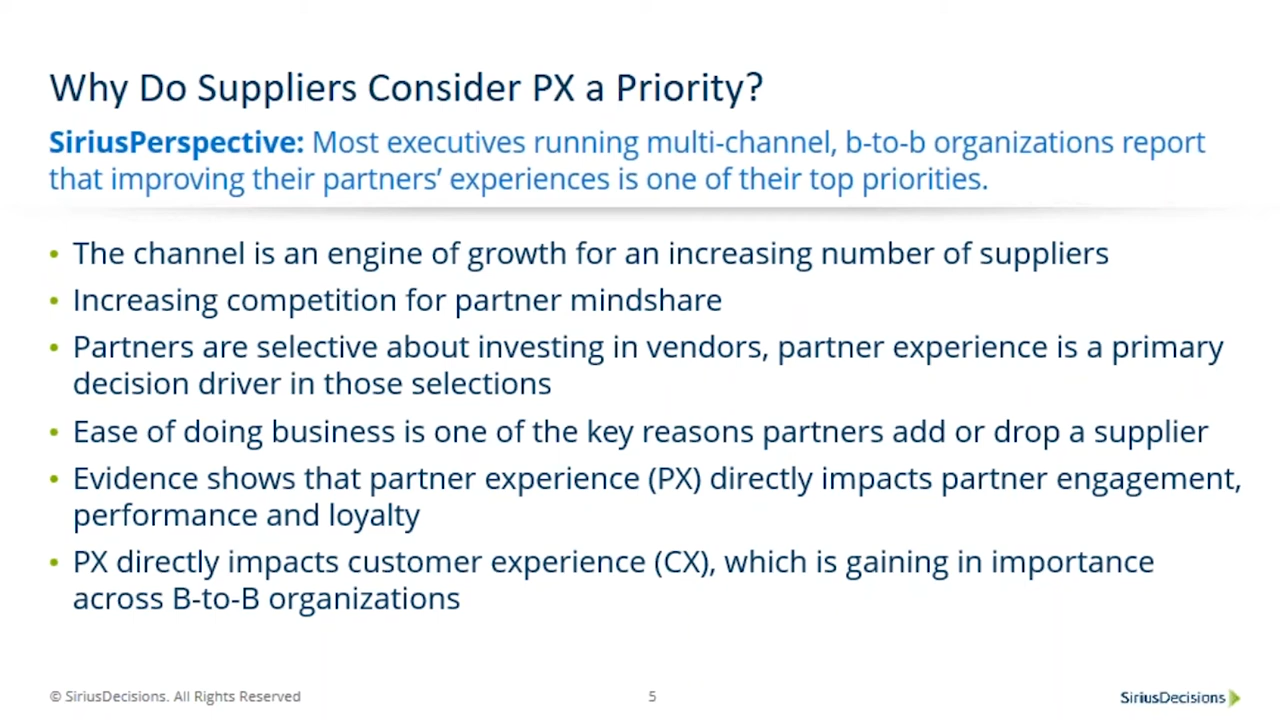 Why Do Suppliers Consider PX a Priority?
SiriusPerspective: Most executives running multi-channel, b-to-b organizations report
that improving their partners’ experiences is one of their top priorities.
• The channel is an engine of growth for an increasing number of suppliers
• Increasing competition for partner mindshare
• Partners are selective about investing in vendors, partner experience is a primary
decision driver in those selections
• Ease of doing business is one of the key reasons partners add or drop a supplier
• Evidence shows that partner experience (PX) directly impacts partner engagement,
performance and loyalty
• PX directly impacts customer experience (CX), which is gaining in importance
across B-to-B organizations
© SiriusDecisions. All Rights Reserved
5
SiriusDecisions